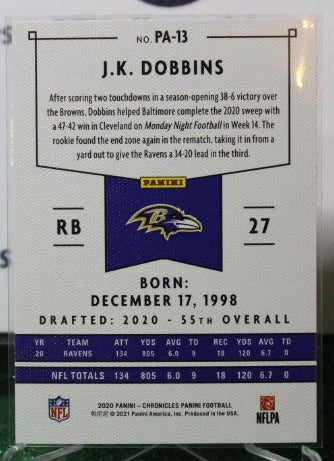 NO. PA-13
J.K. DOBBINS
After scoring two touchdowns in a season-opening 38-6 victory over
the Browns, Dobbins helped Baltimore complete the 2020 sweep with
a 47-42 win in Cleveland on Monday Night Football in Week 14. The
rookie found the end zone again in the rematch, taking it in from a
yard out to give the Ravens a 34-20 lead in the third.
PANINI
RB
B
27
BORN:
DECEMBER 17, 1998
DRAFTED: 2020 - 55TH OVERALL
YR TEAM ATT YDS AVG TD REC YDS AVG TD
20 RAVENS 134 805 6.0 9 18 120 6.7 0
NFL TOTALS 134 805 6.0 9 18 120 6.7 0
2020 PANINI - CHRONICLES PANINI FOOTBALL
© 2021 Panini America, Inc. Produced in the USA.
NFL
NFLPA